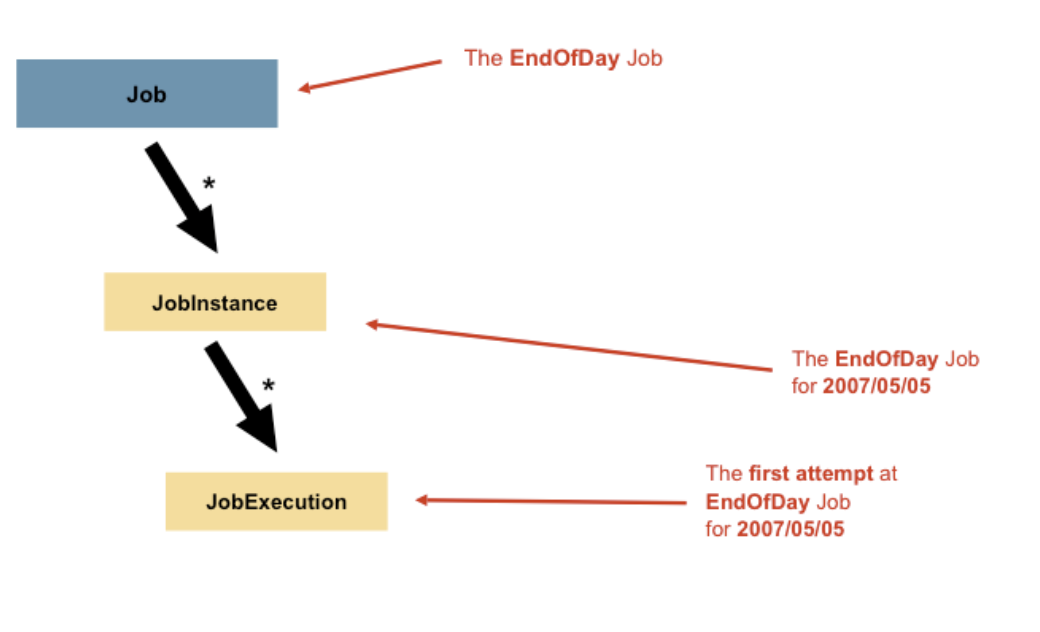 The EndOfDay Job
Job
*
JobInstance
The EndOfDay Job
for 2007/05/05
*
The first attempt at
EndOfDay Job
for 2007/05/05
JobExecution